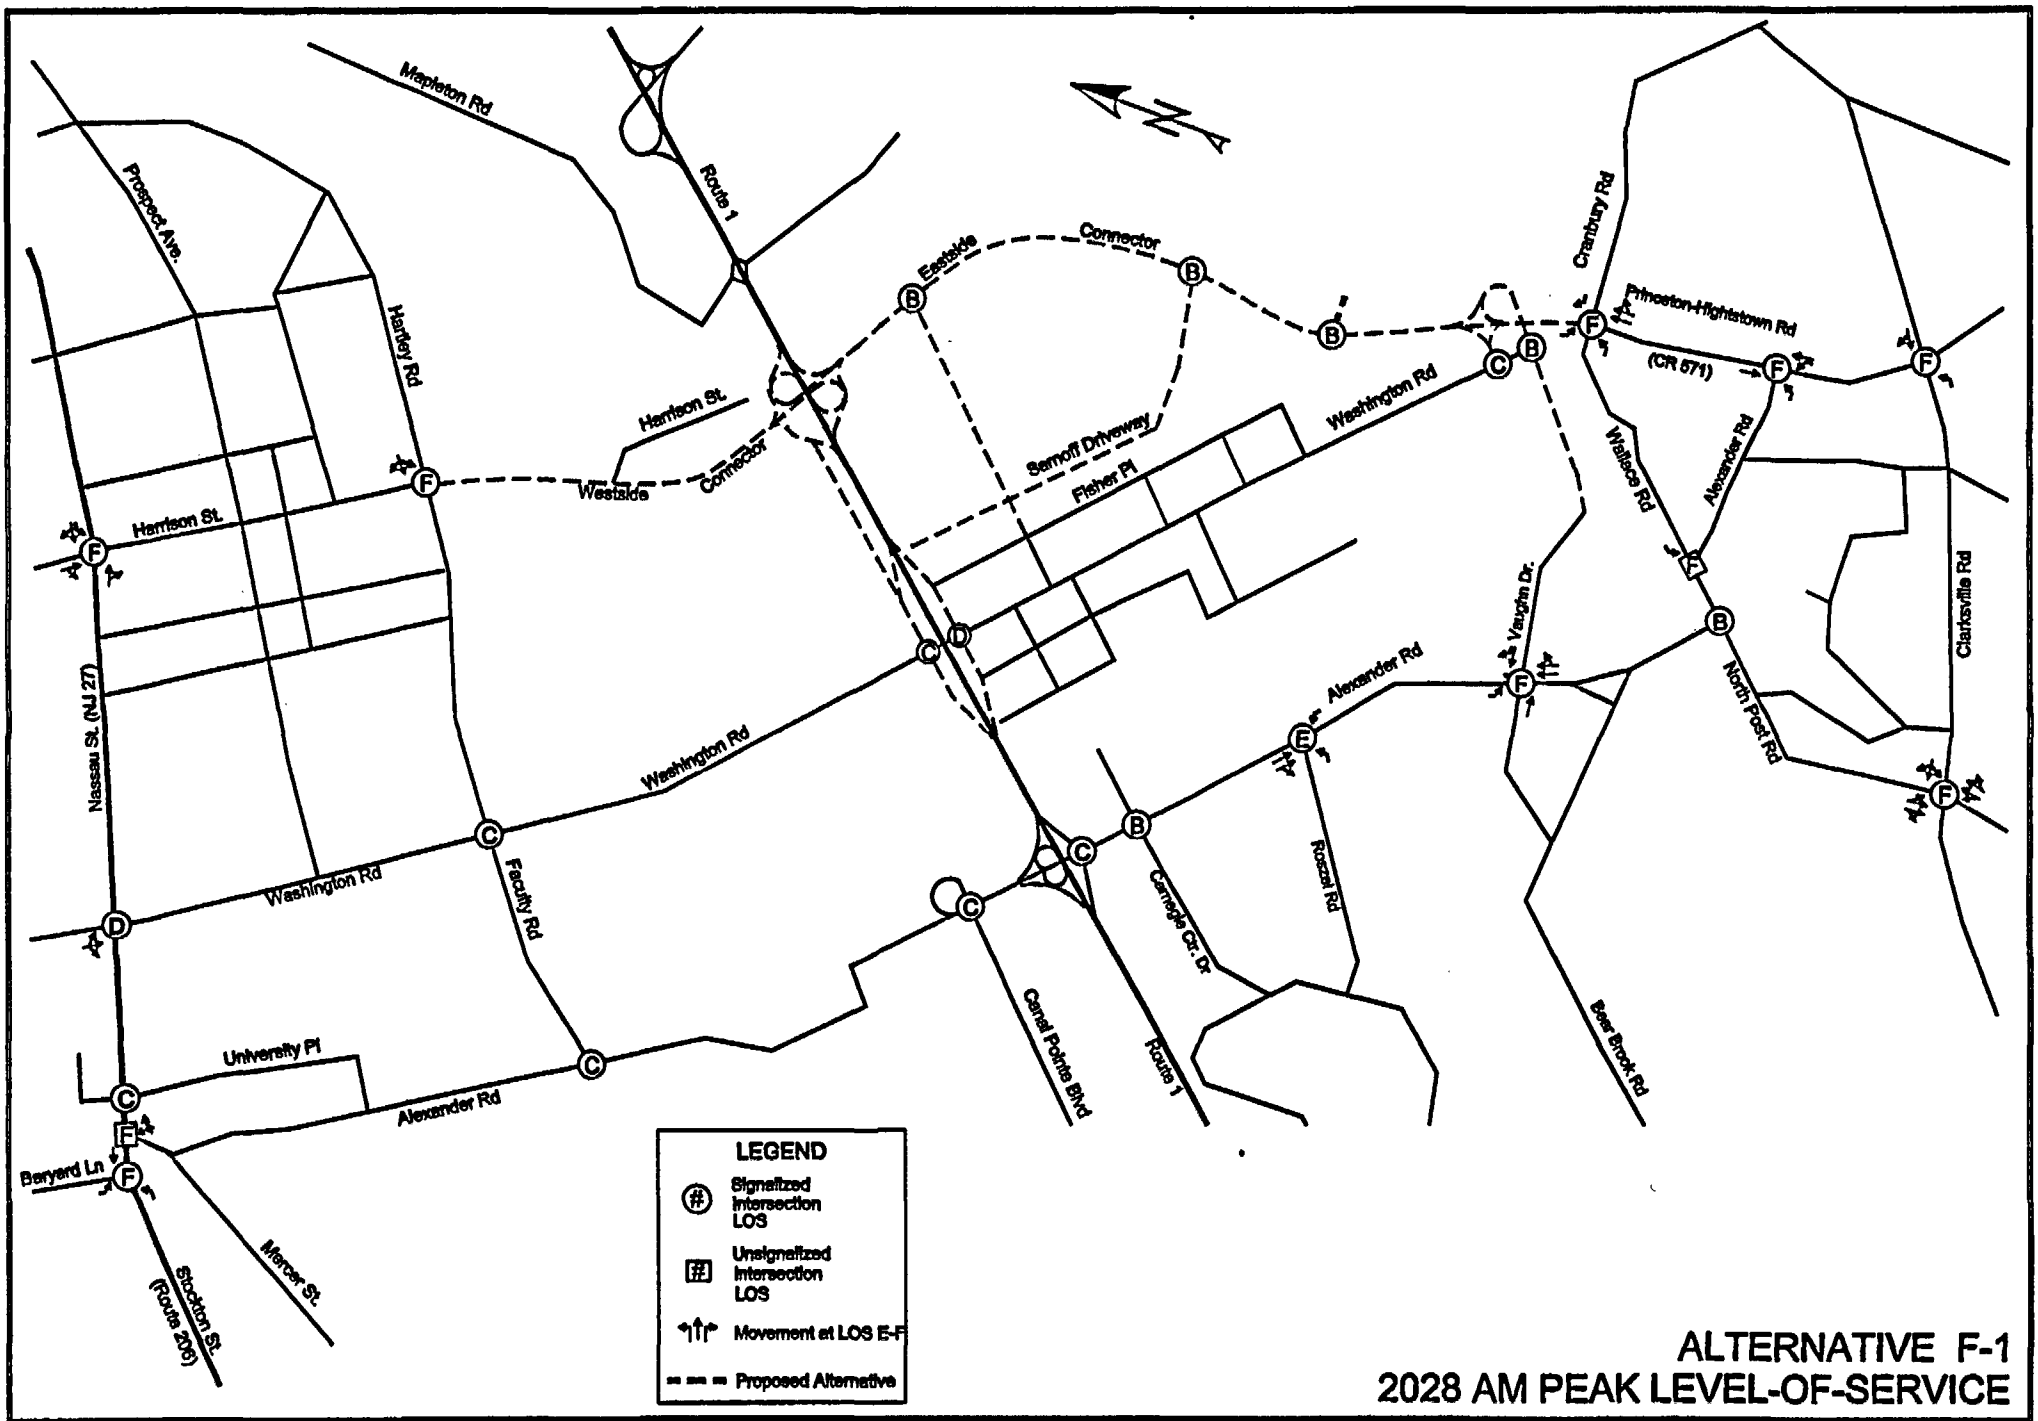 Mapleton Rd
Prospect Ave.
Route 1
Cranbury Rd
Eastside
Connector
B
B
Hartley Rd
Princeton-Hightstown Rd
(CR 571)
B
F
B
C
F
F
Harrison St.
Washington Rd
Westside
Connector
Sarnoff Driveway
Fisher Pl
F
Harrison St.
F
Wallace Rd
Alexander Rd
F
Clarksville Rd
Vaughn Dr.
B
C
D
Nassau St. (NJ 27)
Washington Rd
Alexander Rd
F
North Post Rd
E
F
C
B
C
Washington Rd
Faculty Rd
Carnegie Ctr. Dr
Roszel Rd
C
D
Canal Pointe Blvd
Route 1
Bear Brook Rd
University Pl
C
C
Alexander Rd
F
Baryard Ln
F
Mercer St.
Stockton St.
(Route 206)
LEGEND
#
Signalized
Intersection
LOS
#
Unsignalized
Intersection
LOS
Movement at LOS E-F
Proposed Alternative
ALTERNATIVE F-1
2028 AM PEAK LEVEL-OF-SERVICE